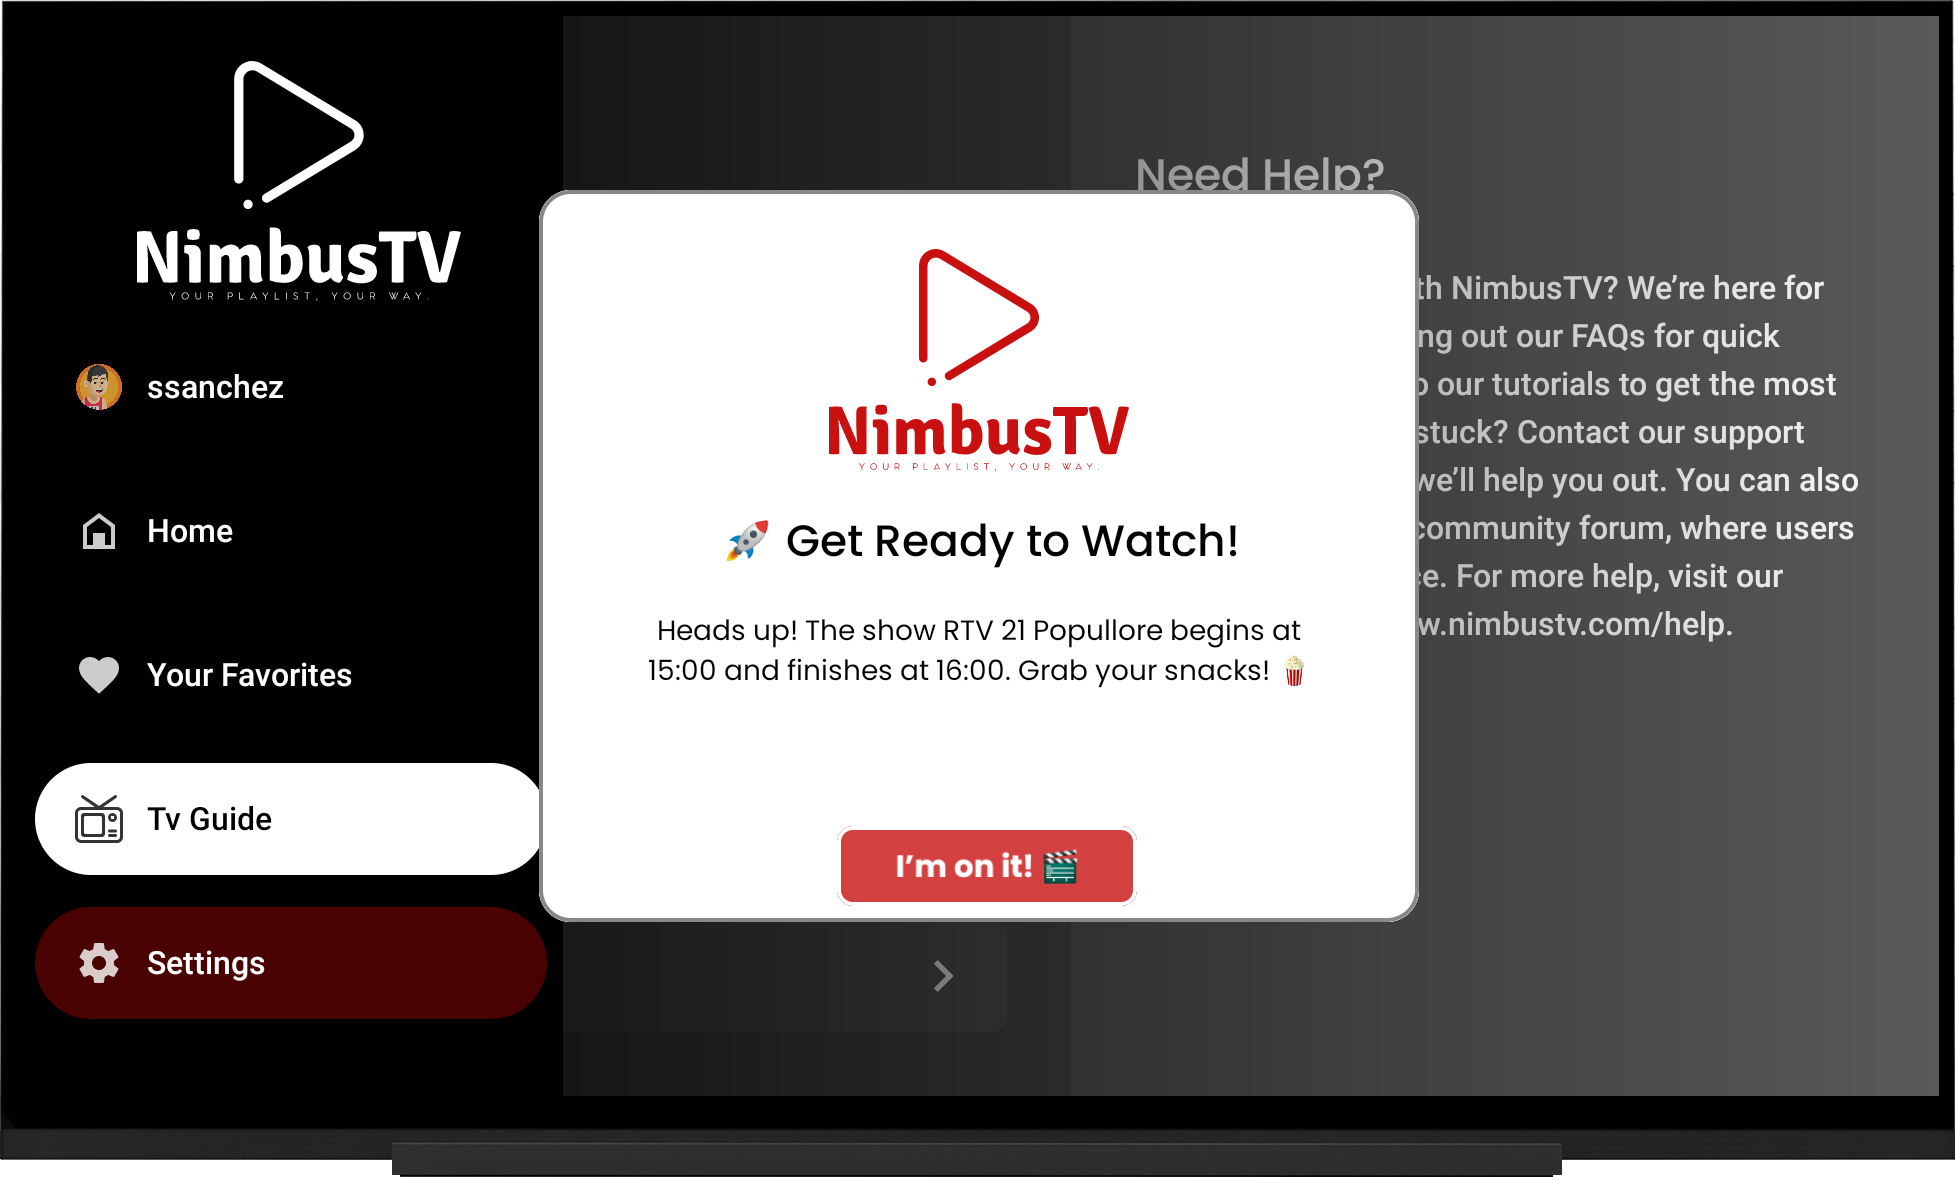 NimbusTV
YOUR PLAYLIST, YOUR WAY.
ssanchez
Home
Your Favorites
Tv Guide
Settings
Need Help?
th NimbusTV? We’re here for
ng out our FAQs for quick
o our tutorials to get the most
stuck? Contact our support
we’ll help you out. You can also
community forum, where users
ce. For more help, visit our
w.nimbustv.com/help.
NimbusTV
YOUR PLAYLIST, YOUR WAY.
🚀 Get Ready to Watch!
Heads up! The show RTV 21 Popullore begins at
15:00 and finishes at 16:00. Grab your snacks! 🍿
I’m on it! 🎬